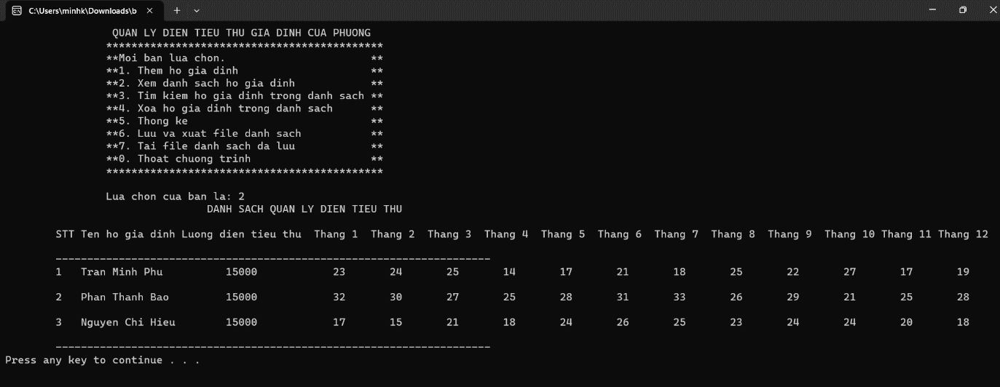 C:\Users\minhk\Downloads\b
QUAN LY DIEN TIEU THU GIA DINH CUA PHUONG
********************************************
**Moi ban lua chon. **
**1. Them ho gia dinh **
**2. Xem danh sach ho gia dinh **
**3. Tim kiem ho gia dinh trong danh sach **
**4. Xoa ho gia dinh trong danh sach **
**5. Thong ke **
**6. Luu va xuat file danh sach **
**7. Tai file danh sach da luu **
**0. Thoat chuong trinh **
********************************************
Lua chon cua ban la: 2
DANH SACH QUAN LY DIEN TIEU THU
STT Ten ho gia dinh Luong dien tieu thu Thang 1 Thang 2 Thang 3 Thang 4 Thang 5 Thang 6 Thang 7 Thang 8 Thang 9 Thang 10 Thang 11 Thang 12
_____________________________________________________________________
1 Tran Minh Phu 15000 23 24 25 14 17 21 18 25 22 27 17 19
2 Phan Thanh Bao 15000 32 30 27 25 28 31 33 26 29 21 25 28
3 Nguyen Chi Hieu 15000 17 15 21 18 24 26 25 23 24 24 20 18
_____________________________________________________________________
Press any key to continue . . .